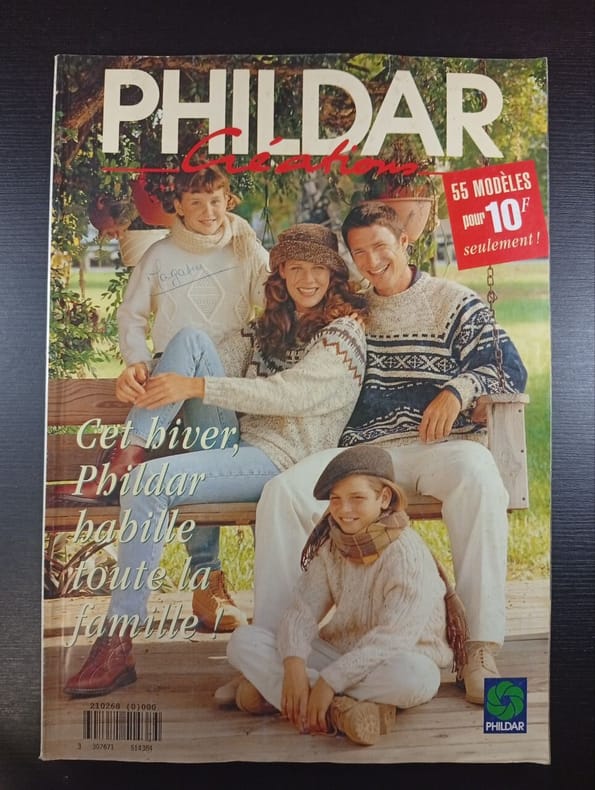 PHILDAR
Créations
55 MODÈLES
pour 10F
seulement !
Cet hiver,
Phildar
habille
toute la
famille !
210268 (0)000
3 307671 514364
PHILDAR